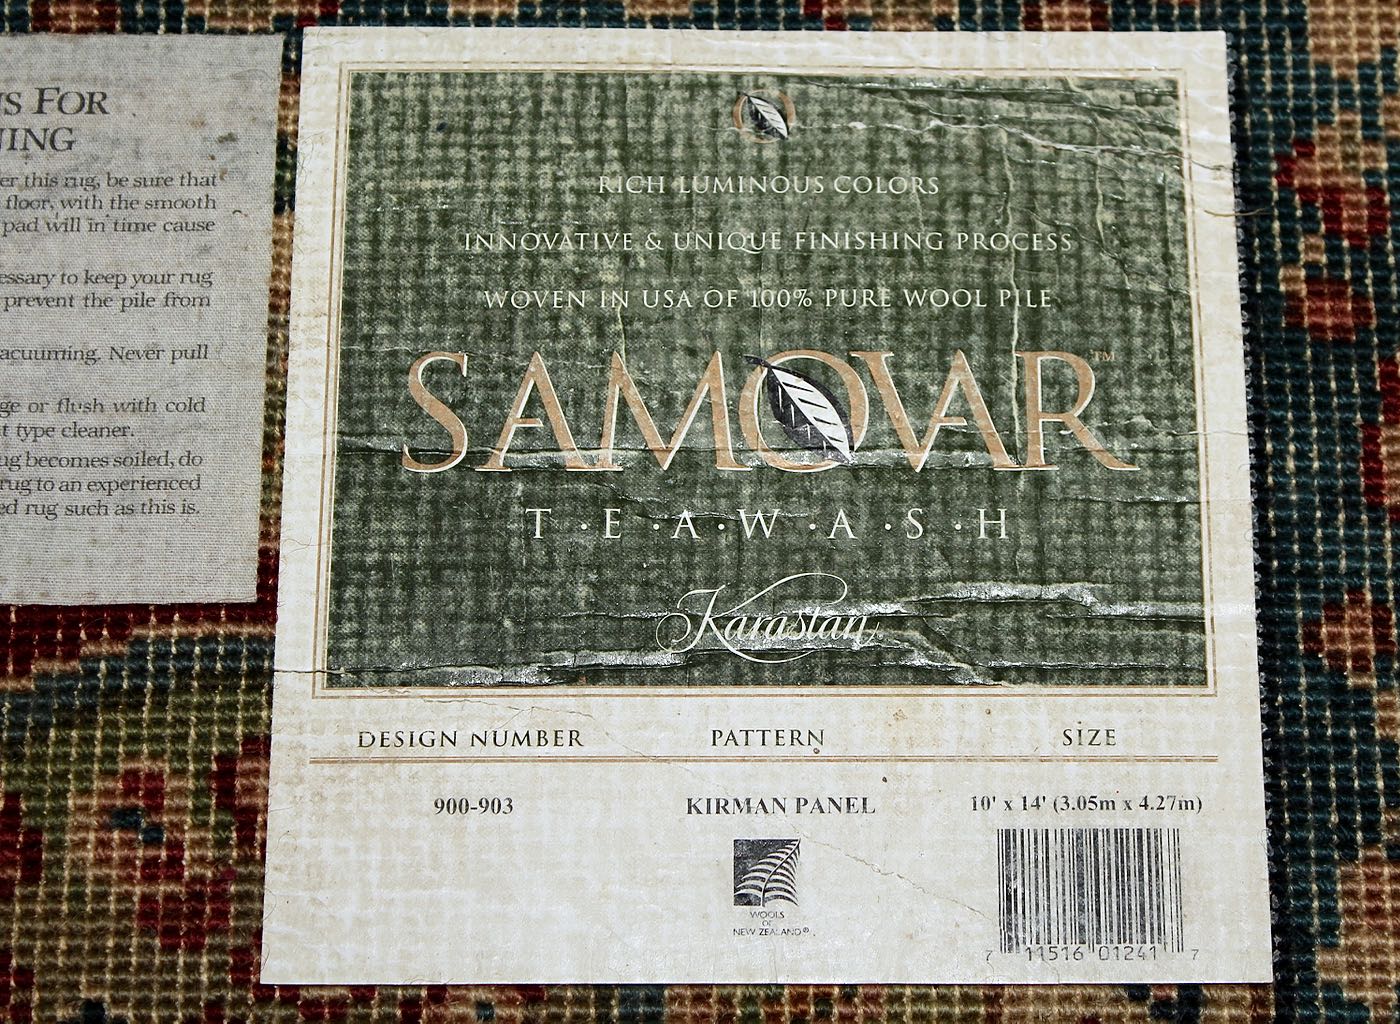 NS FOR
NING
er this rug, be sure that
floor, with the smooth
pad will in time cause
essary to keep your rug
prevent the pile from
acuuming. Never pull
ge or flush with cold
t type cleaner.
ug becomes soiled, do
rug to an experienced
ed rug such as this is.
RICH LUMINOUS COLORS
INNOVATIVE & UNIQUE FINISHING PROCESS
WOVEN IN USA OF 100% PURE WOOL PILE
SAMOVAR™
T·E·A·W·A·S·H
Karastan
DESIGN NUMBER PATTERN SIZE
900-903 KIRMAN PANEL 10' x 14' (3.05m x 4.27m)
WOOLS
OF
NEW ZEALAND®
7 11516 01241 7